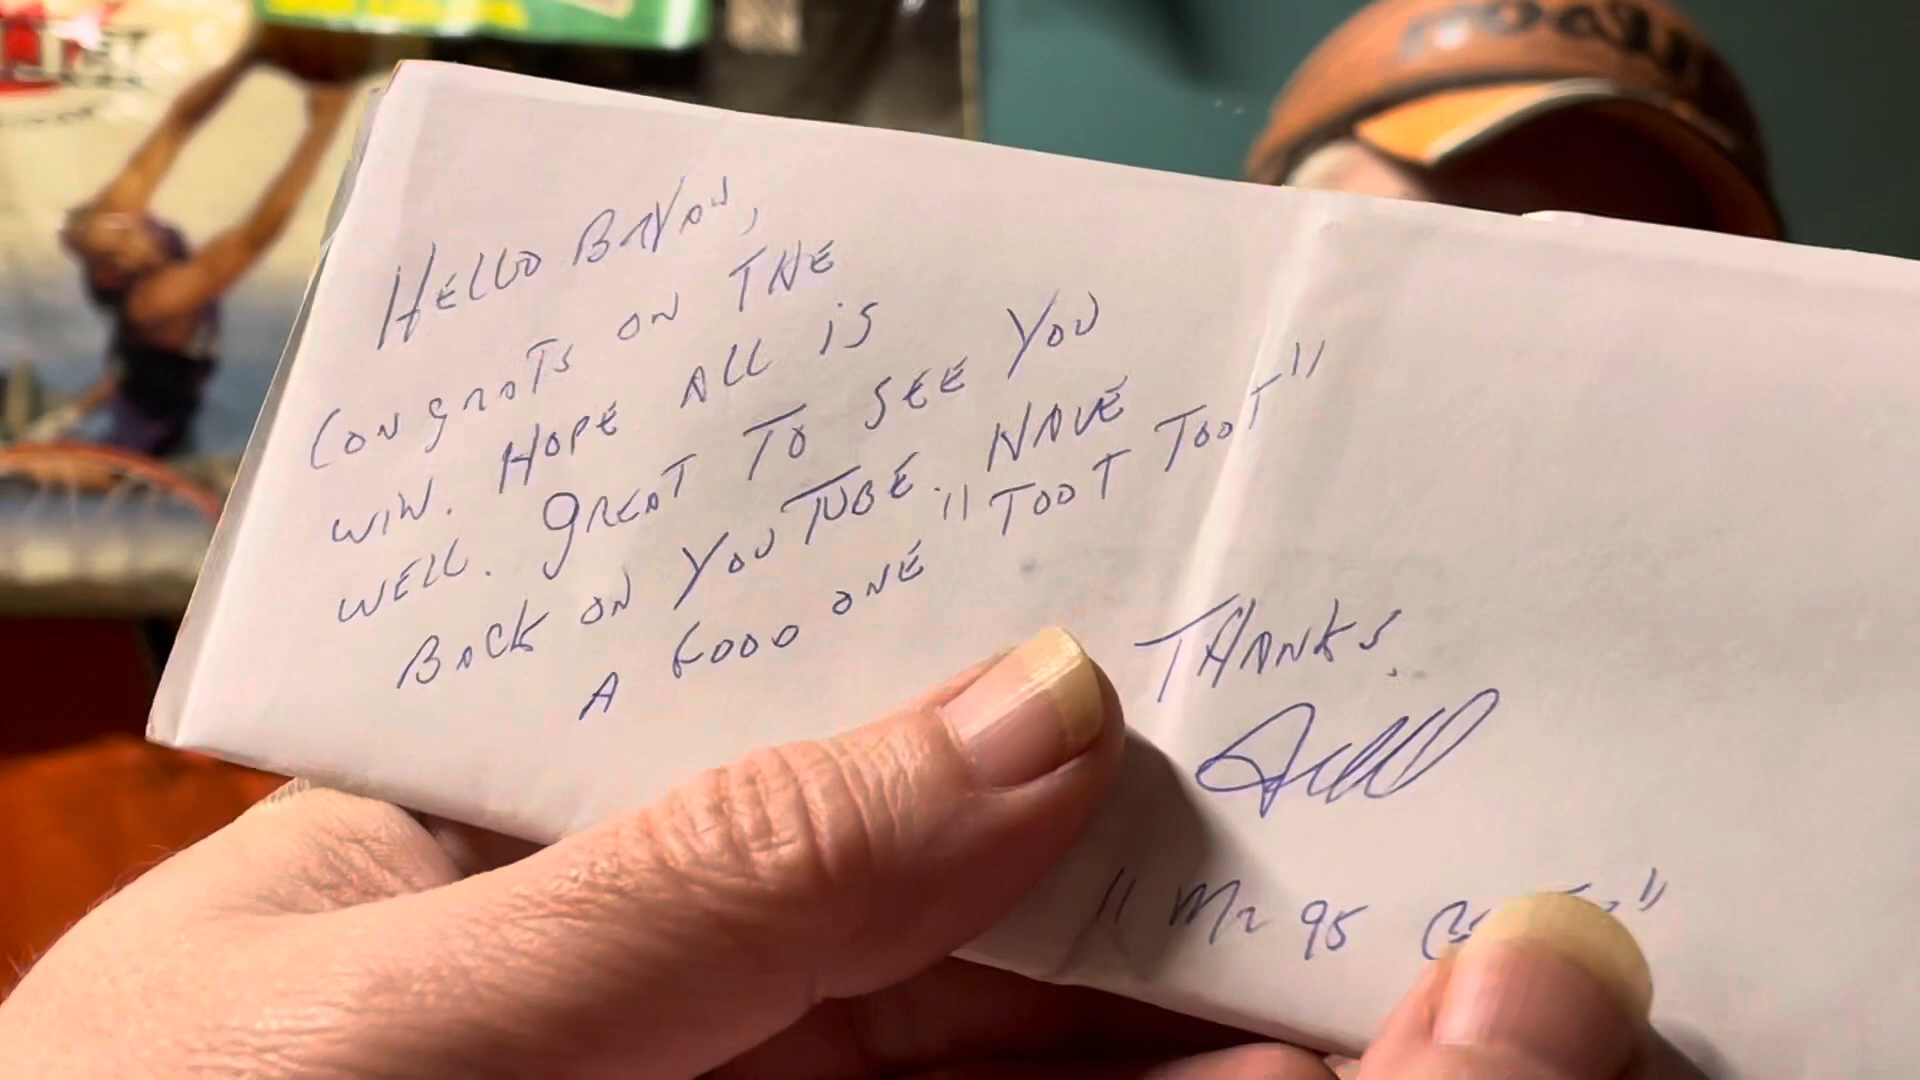 HELLO BRYAN,
CONGRATS ON THE
WIN. HOPE ALL IS
WELL. GREAT TO SEE YOU
BACK ON YOUTUBE. HAVE
A GOOD ONE "TOOT TOOT"
THANKS.
"MR 95